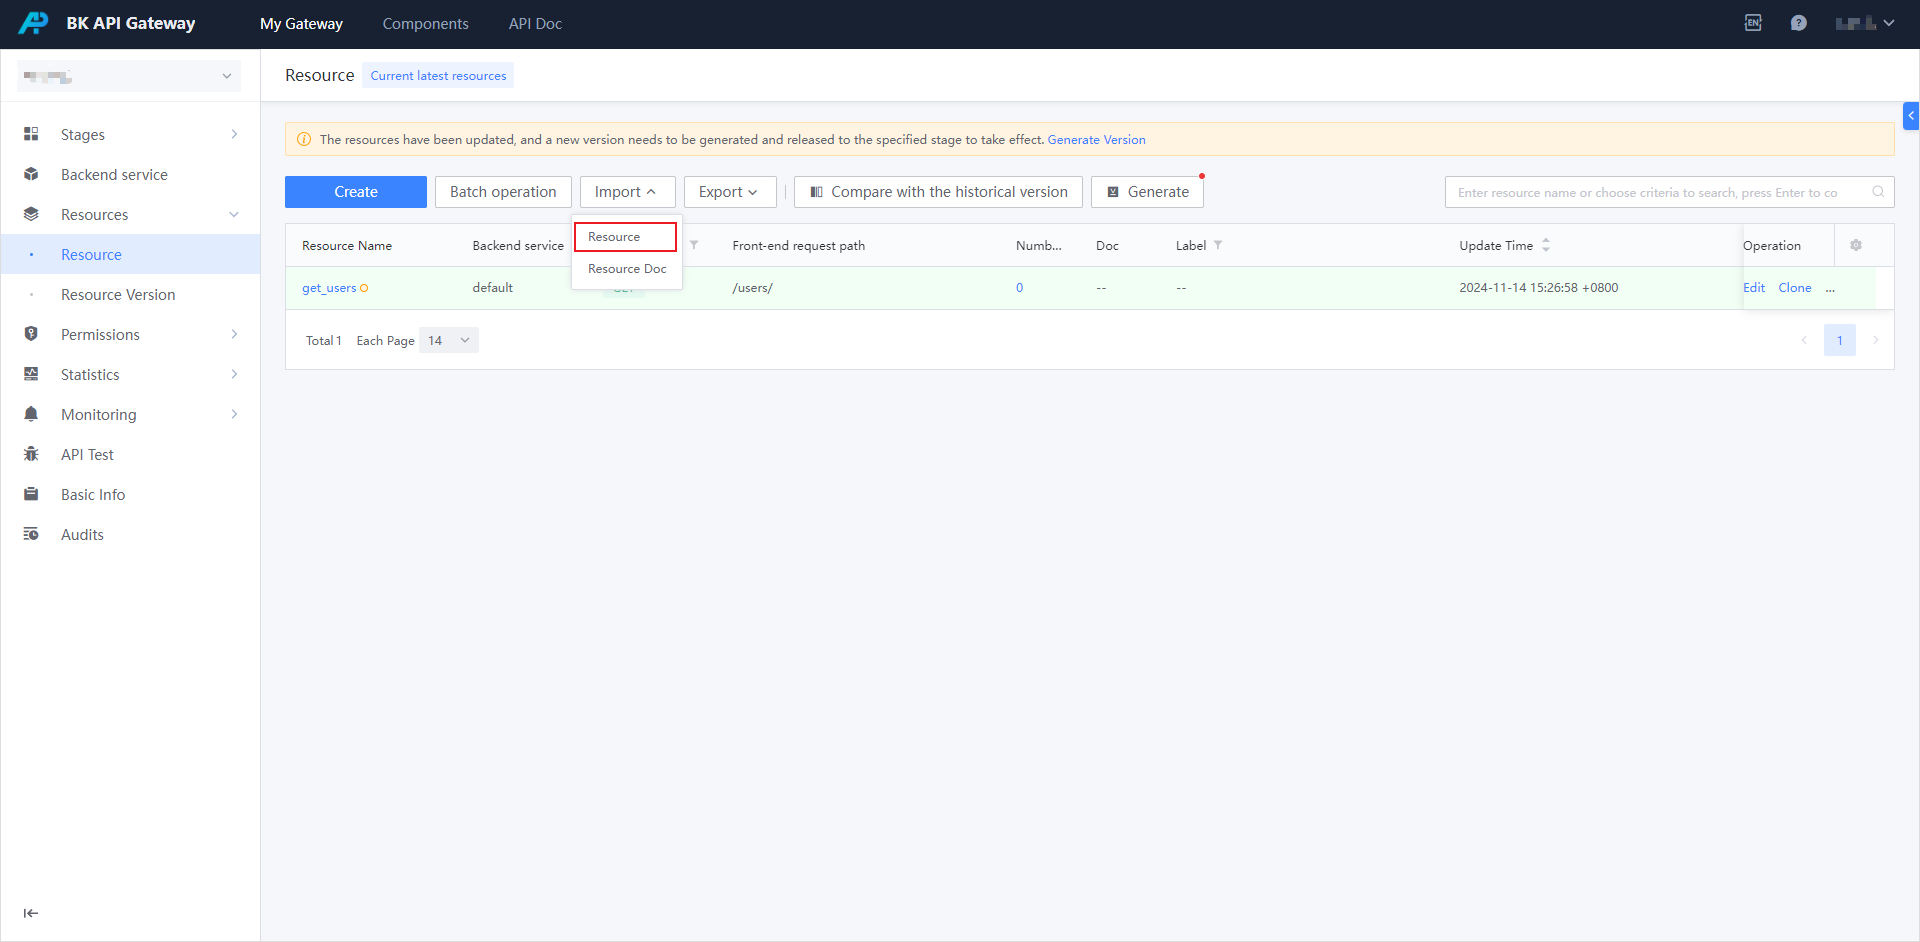 BK API Gateway My Gateway Components API Doc EN
Resource Current latest resources
Stages
Backend service
Resources
Resource
Resource Version
Permissions
Statistics
Monitoring
API Test
Basic Info
Audits
The resources have been updated, and a new version needs to be generated and released to the specified stage to take effect. Generate Version
Create Batch operation Import Export Compare with the historical version Generate Enter resource name or choose criteria to search, press Enter to co
Resource
Resource Doc
Resource Name Backend service Front-end request path Numb... Doc Label Update Time Operation
get_users default GET /users/ 0 -- -- 2024-11-14 15:26:58 +0800 Edit Clone ...
Total 1 Each Page 14 1